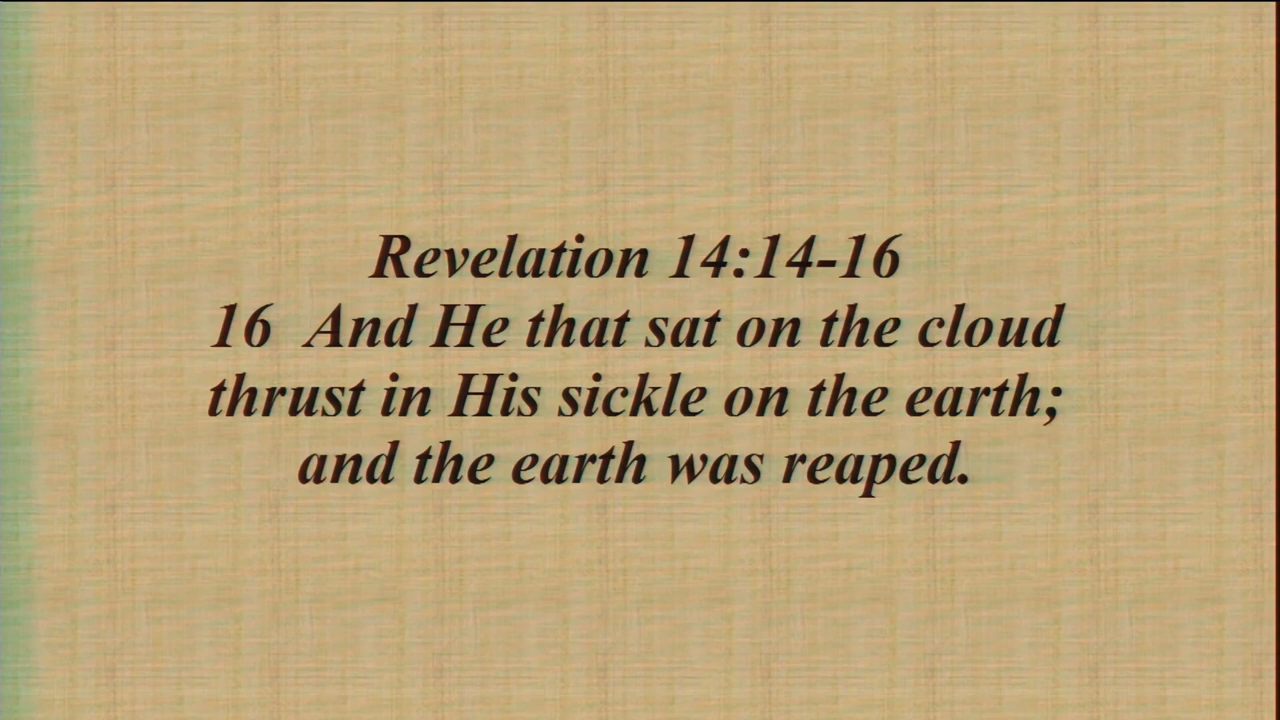 Revelation 14:14-16
16 And He that sat on the cloud
thrust in His sickle on the earth;
and the earth was reaped.